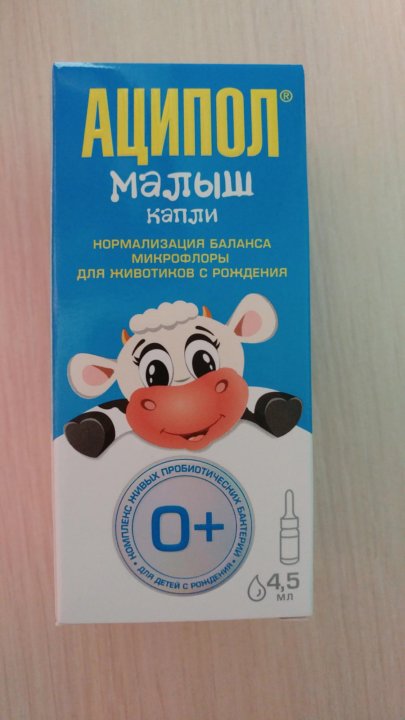 АЦИПОЛ®
малыш
капли
НОРМАЛИЗАЦИЯ БАЛАНСА
МИКРОФЛОРЫ
ДЛЯ ЖИВОТИКОВ С РОЖДЕНИЯ
• КОМПЛЕКС ЖИВЫХ ПРОБИОТИЧЕСКИХ БАКТЕРИЙ •
0+
ДЛЯ ДЕТЕЙ С РОЖДЕНИЯ
4,5
МЛ